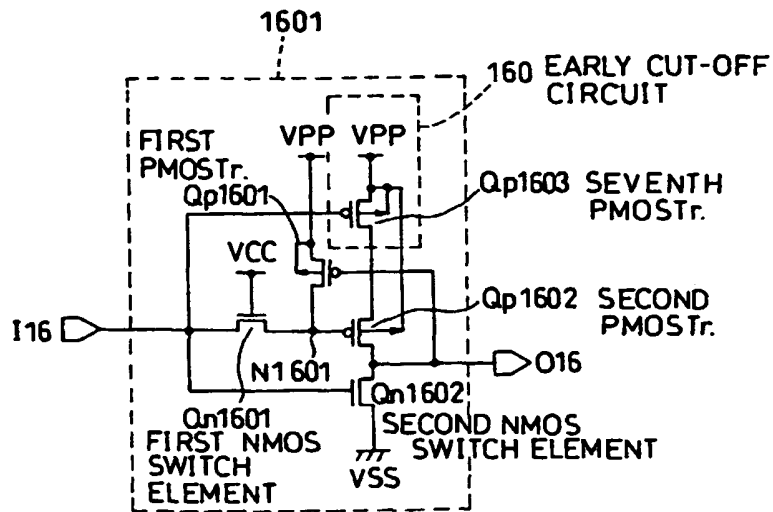 1601
160 EARLY CUT-OFF
CIRCUIT
FIRST
PMOSTr.
Qp1601
VPP VPP
Qp1603 SEVENTH
PMOSTr.
VCC
Qp1602 SECOND
PMOSTr.
I16
N1601
O16
Qn1602
Qn1601
FIRST NMOS
SWITCH
ELEMENT
SECOND NMOS
SWITCH ELEMENT
VSS